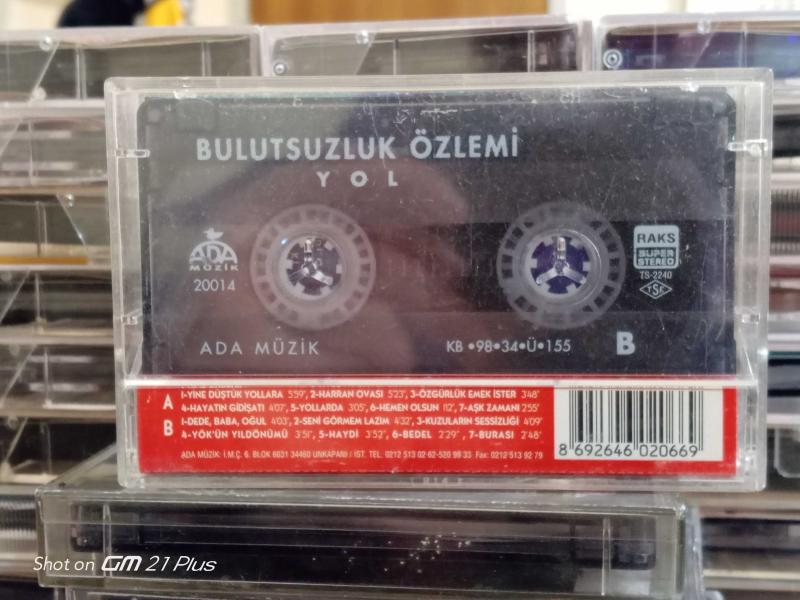 BULUTSUZLUK ÖZLEMİ
YOL
ADA
MÜZİK
20014
RAKS
SUPER
STEREO
TS-2240
TSE
ADA MÜZİK
KB •98•34•Ü•155
B
A
1-YİNE DÜŞTÜK YOLLARA 5'59", 2-HARRAN OVASI 5'23", 3-ÖZGÜRLÜK EMEK İSTER 3'48"
4-HAYATIN GİDİŞATI 4'07", 5-YOLLARDA 3'05", 6-HEMEN OLSUN 1'12", 7-AŞK ZAMANI 2'55"
B
1-DEDE, BABA, OĞUL 4'03", 2-SENİ GÖRMEM LAZIM 4'32", 3-KUZULARIN SESSİZLİĞİ 4'09"
4-YÖK'ÜN YILDÖNÜMÜ 3'51", 5-HAYDİ 3'52", 6-BEDEL 2'29", 7-BURASI 2'48"
ADA MÜZİK: İ.M.Ç. 6. BLOK 6631 34460 UNKAPANI / İST. TEL: 0212 513 02 62-520 98 33 Fax: 0212 513 92 79
8 692646 020669
Shot on GM 21 Plus